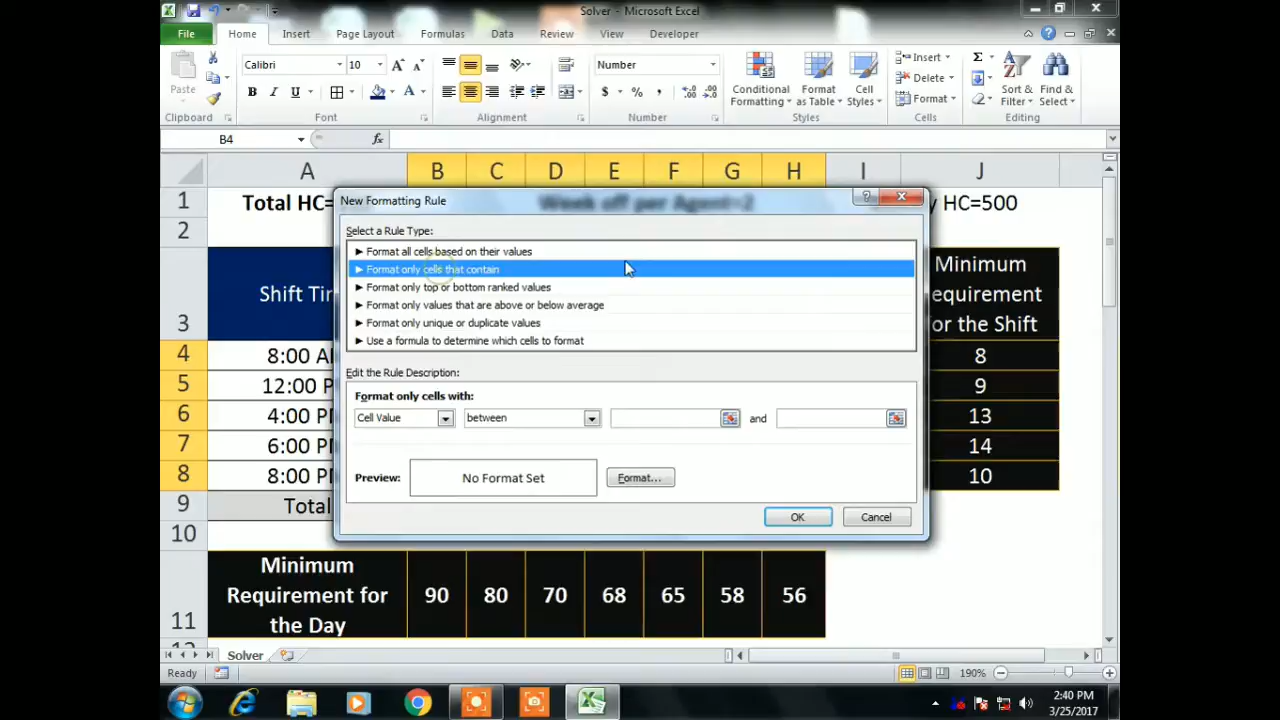 Solver - Microsoft Excel
File Home Insert Page Layout Formulas Data Review View Developer
Paste
Calibri 10
Number
Conditional Formatting Format as Table Cell Styles
Insert Delete Format
Sort & Filter Find & Select
Clipboard Font Alignment Number Styles Cells Editing
B4 fx
A B C D E F G H I J
1 Total HC= Week off per Agent=2 HC=500
2
New Formatting Rule
Select a Rule Type:
► Format all cells based on their values
► Format only cells that contain
► Format only top or bottom ranked values
► Format only values that are above or below average
► Format only unique or duplicate values
► Use a formula to determine which cells to format
Edit the Rule Description:
Format only cells with:
Cell Value between and
Preview: No Format Set Format...
OK Cancel
3 Shift Minimum
equirement
the Shift
4 8:00 8
5 12:00 9
6 4:00 13
7 6:00 14
8 8:00 10
9 Total
10
11 Minimum
Requirement for
the Day
90 80 70 68 65 58 56
Solver
Ready 190%
2:40 PM
3/25/2017